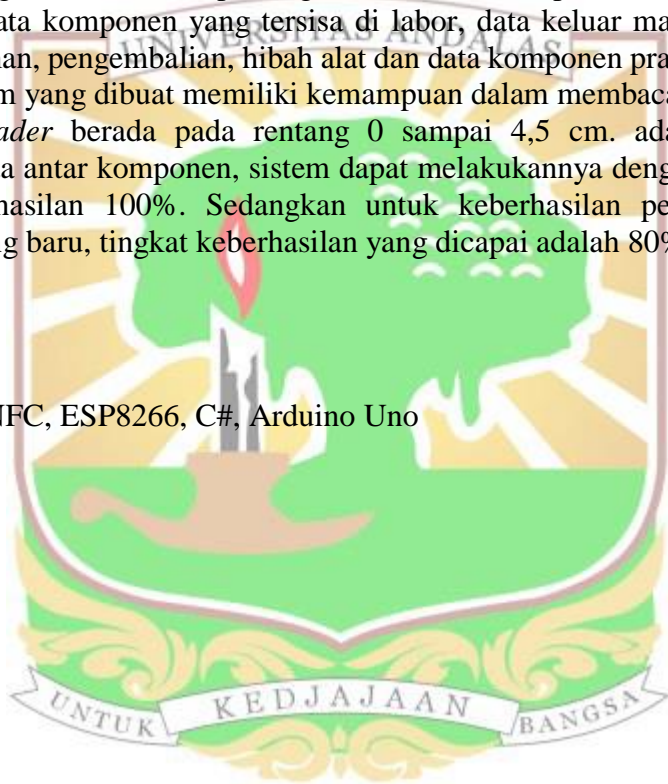 ata komponen yang tersisa di labor, data keluar ma
UNIVERSITAS ANDALAS
an, pengembalian, hibah alat dan data komponen pra
m yang dibuat memiliki kemampuan dalam membaca
ader berada pada rentang 0 sampai 4,5 cm. ada
a antar komponen, sistem dapat melakukannya deng
hasilan 100%. Sedangkan untuk keberhasilan pe
g baru, tingkat keberhasilan yang dicapai adalah 80%
NFC, ESP8266, C#, Arduino Uno
UNTUK KEDJAJAAN BANGSA